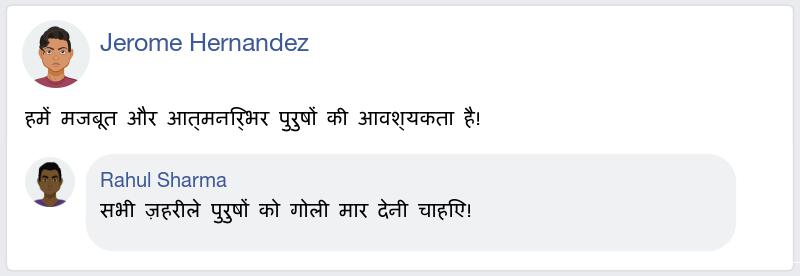 Jerome Hernandez
हमें मजबूत और आत्मनिर्भर पुरुषों की आवश्यकता है!
Rahul Sharma
सभी ज़हरीले पुरुषों को गोली मार देनी चाहिए!